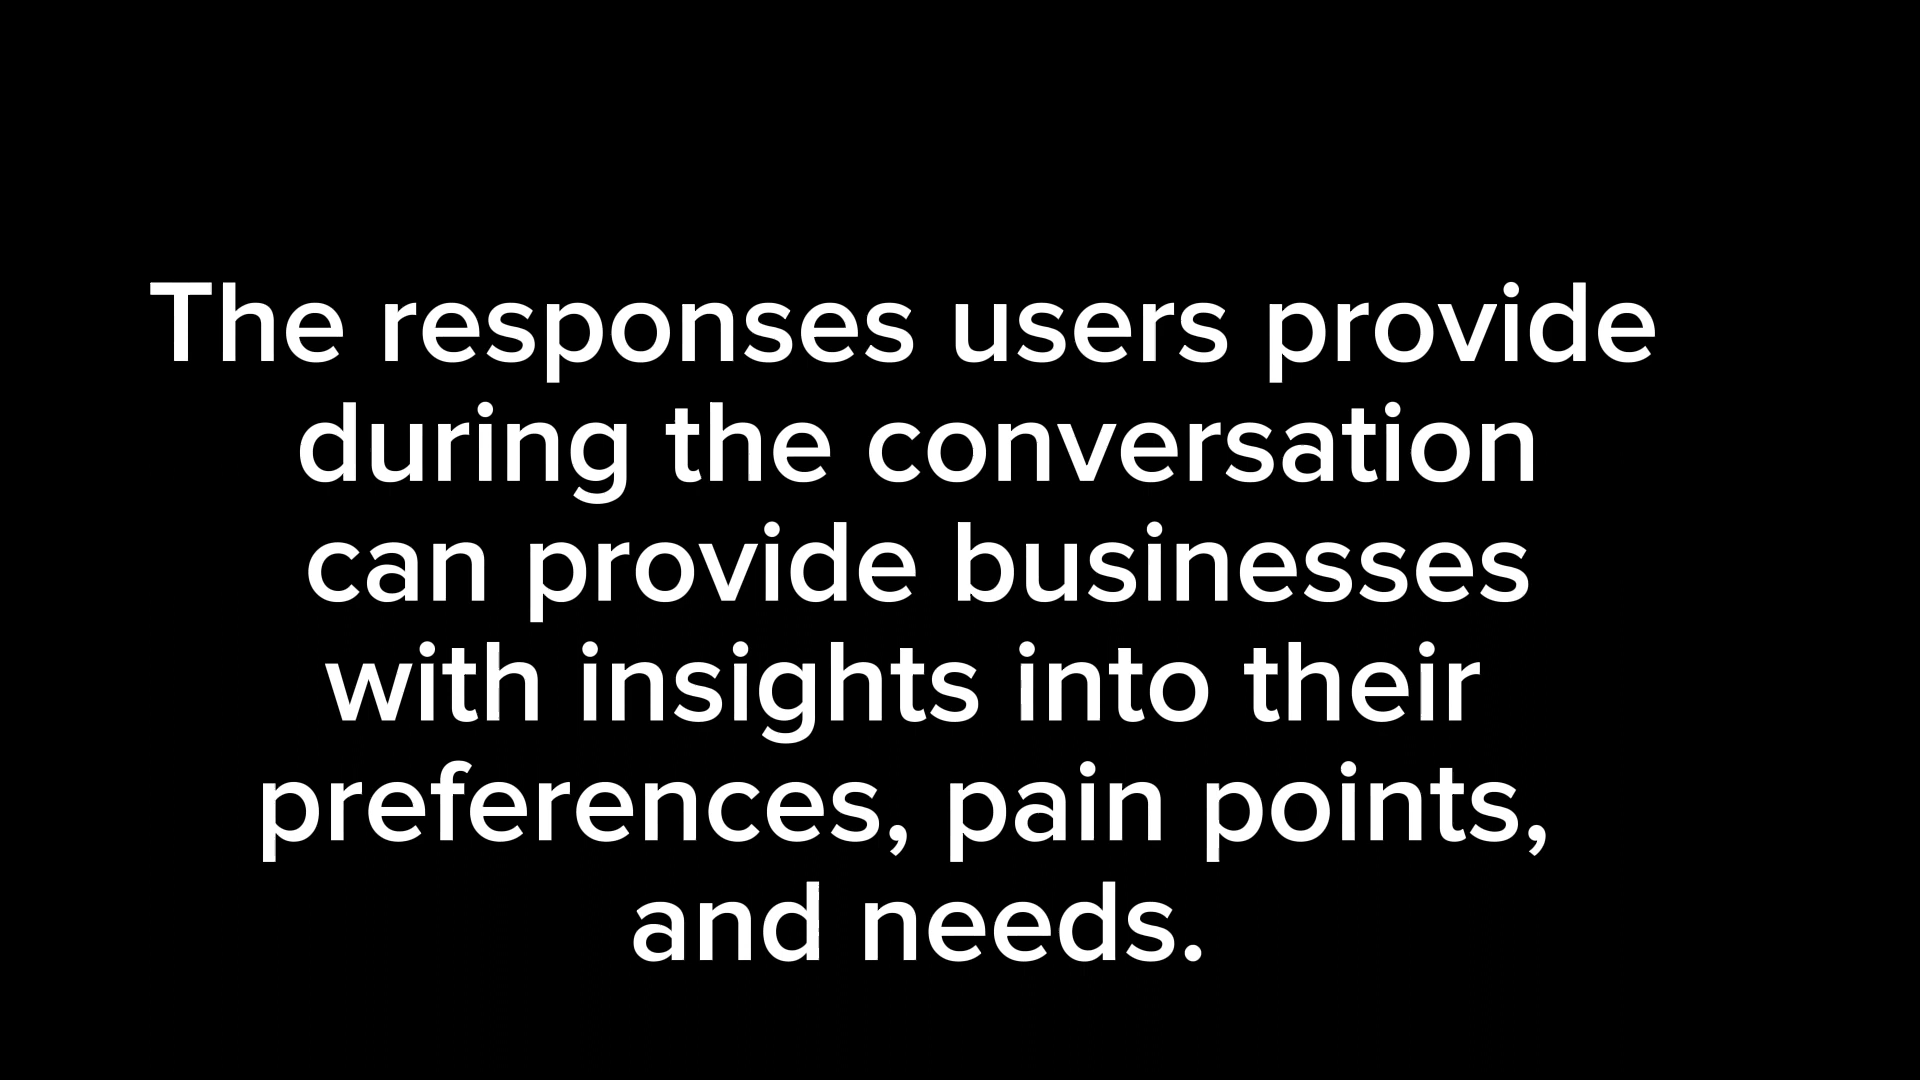 The responses users provide
during the conversation
can provide businesses
with insights into their
preferences, pain points,
and needs.